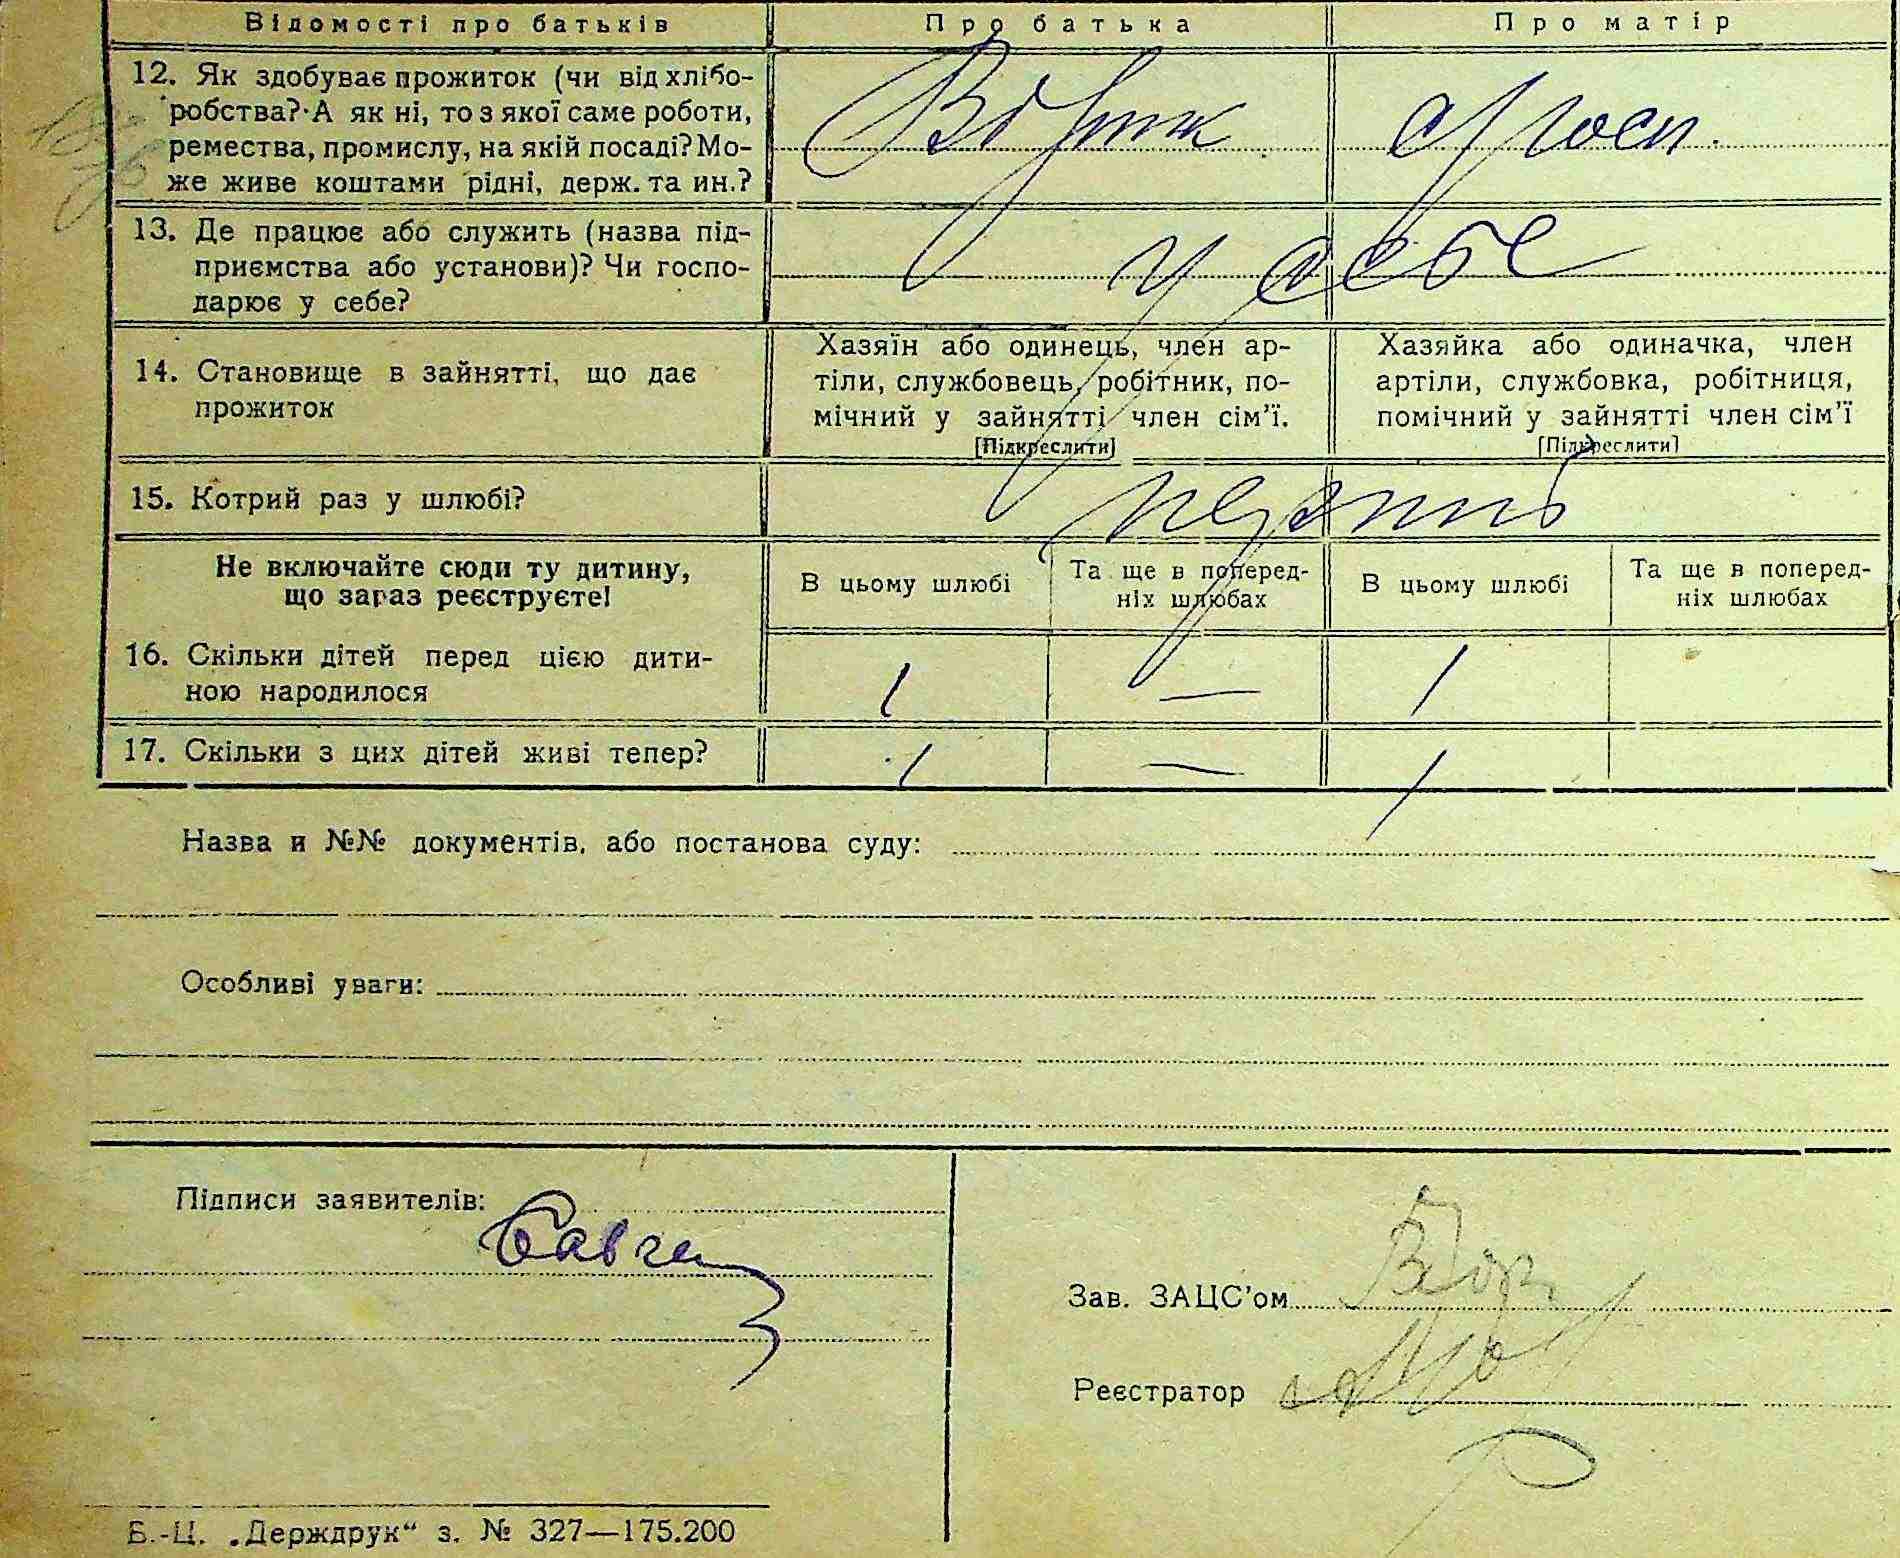 Відомості про батьків Про батька Про матір
12. Як здобуває прожиток (чи від хлібо-
робства? А як ні, то з якої саме роботи,
ремества, промислу, на якій посаді? Мо-
же живе коштами рідні, держ. та ин.?
13. Де працює або служить (назва під-
приємства або установи)? Чи госпо-
дарює у себе?
у себе
14. Становище в зайнятті, що дає
прожиток
Хазяїн або одинець, член ар-
тіли, службовець, робітник, по-
мічний у зайнятті член сім'ї.
[Підкреслити]
Хазяйка або одиначка, член
артіли, службовка, робітниця,
помічний у зайнятті член сім'ї
[Підкреслити]
15. Котрий раз у шлюбі?
Не включайте сюди ту дитину,
що зараз реєструєте!
В цьому шлюбі
Та ще в поперед-
ніх шлюбах
В цьому шлюбі
Та ще в поперед-
ніх шлюбах
16. Скільки дітей перед цією дити-
ною народилося
1 — 1
17. Скільки з цих дітей живі тепер?
1 — 1
Назва и №№ документів, або постанова суду:
Особливі уваги:
Підписи заявителів:
Зав. ЗАЦС'ом
Реєстратор
Б.-Ц. „Держдрук“ з. № 327—175.200